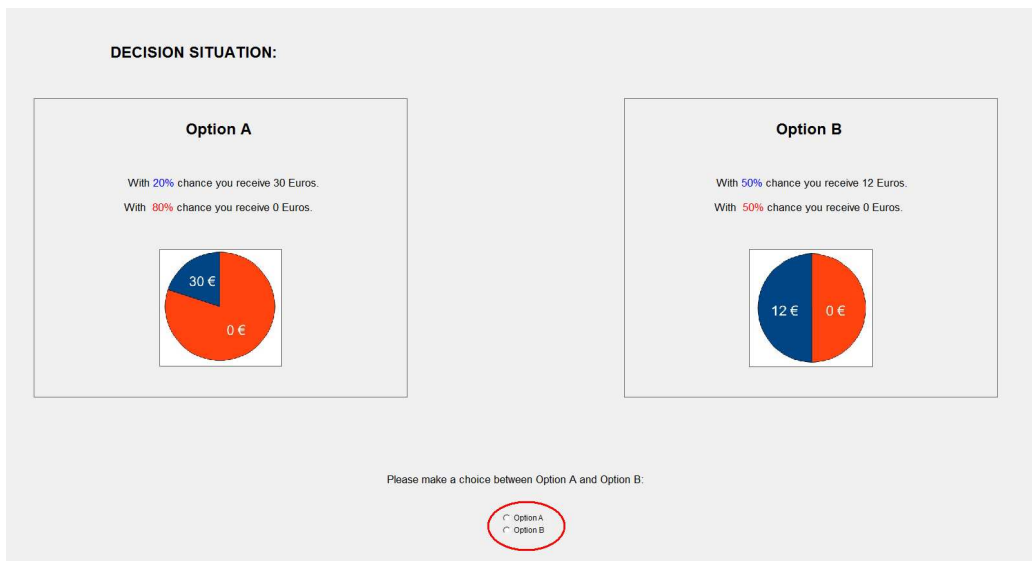 DECISION SITUATION:
Option A
With 20% chance you receive 30 Euros.
With 80% chance you receive 0 Euros.
30 €
0 €
Option B
With 50% chance you receive 12 Euros.
With 50% chance you receive 0 Euros.
12 €
0 €
Please make a choice between Option A and Option B:
Option A
Option B